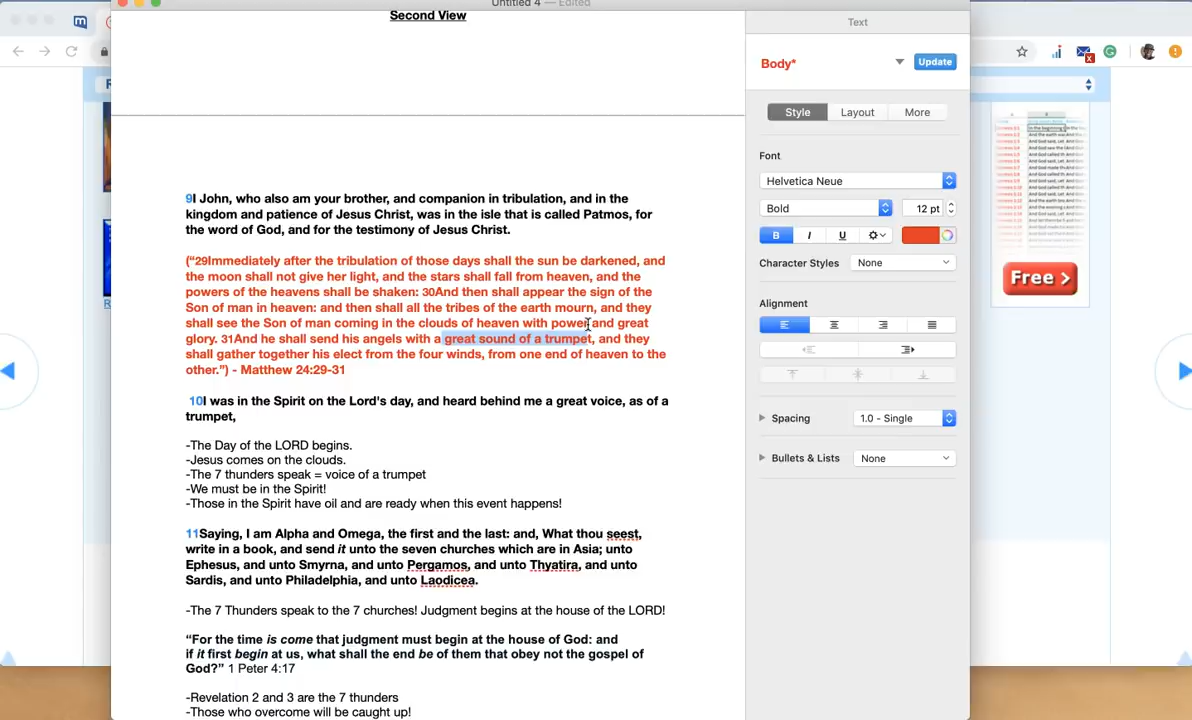 Untitled 4 — Edited
Second View
Text
Body*
Update
Style
Layout
More
Font
Helvetica Neue
Bold
12 pt
B
I
U
Character Styles
None
Alignment
Spacing
1.0 - Single
Bullets & Lists
None
9I John, who also am your brother, and companion in tribulation, and in the
kingdom and patience of Jesus Christ, was in the isle that is called Patmos, for
the word of God, and for the testimony of Jesus Christ.
(“29Immediately after the tribulation of those days shall the sun be darkened, and
the moon shall not give her light, and the stars shall fall from heaven, and the
powers of the heavens shall be shaken: 30And then shall appear the sign of the
Son of man in heaven: and then shall all the tribes of the earth mourn, and they
shall see the Son of man coming in the clouds of heaven with power and great
glory. 31And he shall send his angels with a great sound of a trumpet, and they
shall gather together his elect from the four winds, from one end of heaven to the
other.”) - Matthew 24:29-31
10I was in the Spirit on the Lord's day, and heard behind me a great voice, as of a
trumpet,
-The Day of the LORD begins.
-Jesus comes on the clouds.
-The 7 thunders speak = voice of a trumpet
-We must be in the Spirit!
-Those in the Spirit have oil and are ready when this event happens!
11Saying, I am Alpha and Omega, the first and the last: and, What thou seest,
write in a book, and send it unto the seven churches which are in Asia; unto
Ephesus, and unto Smyrna, and unto Pergamos, and unto Thyatira, and unto
Sardis, and unto Philadelphia, and unto Laodicea.
-The 7 Thunders speak to the 7 churches! Judgment begins at the house of the LORD!
“For the time is come that judgment must begin at the house of God: and
if it first begin at us, what shall the end be of them that obey not the gospel of
God?” 1 Peter 4:17
-Revelation 2 and 3 are the 7 thunders
-Those who overcome will be caught up!
Free >